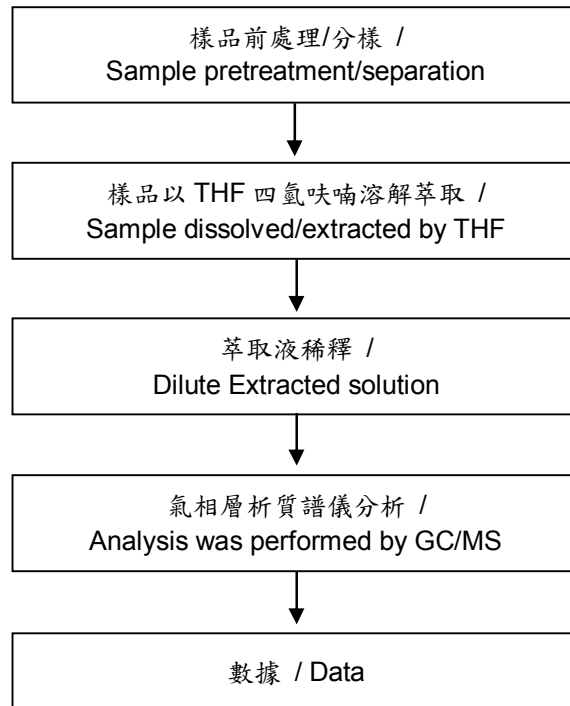 樣品前處理/分樣 /
Sample pretreatment/separation
樣品以 THF 四氫呋喃溶解萃取 /
Sample dissolved/extracted by THF
萃取液稀釋 /
Dilute Extracted solution
氣相層析質譜儀分析 /
Analysis was performed by GC/MS
數據 / Data